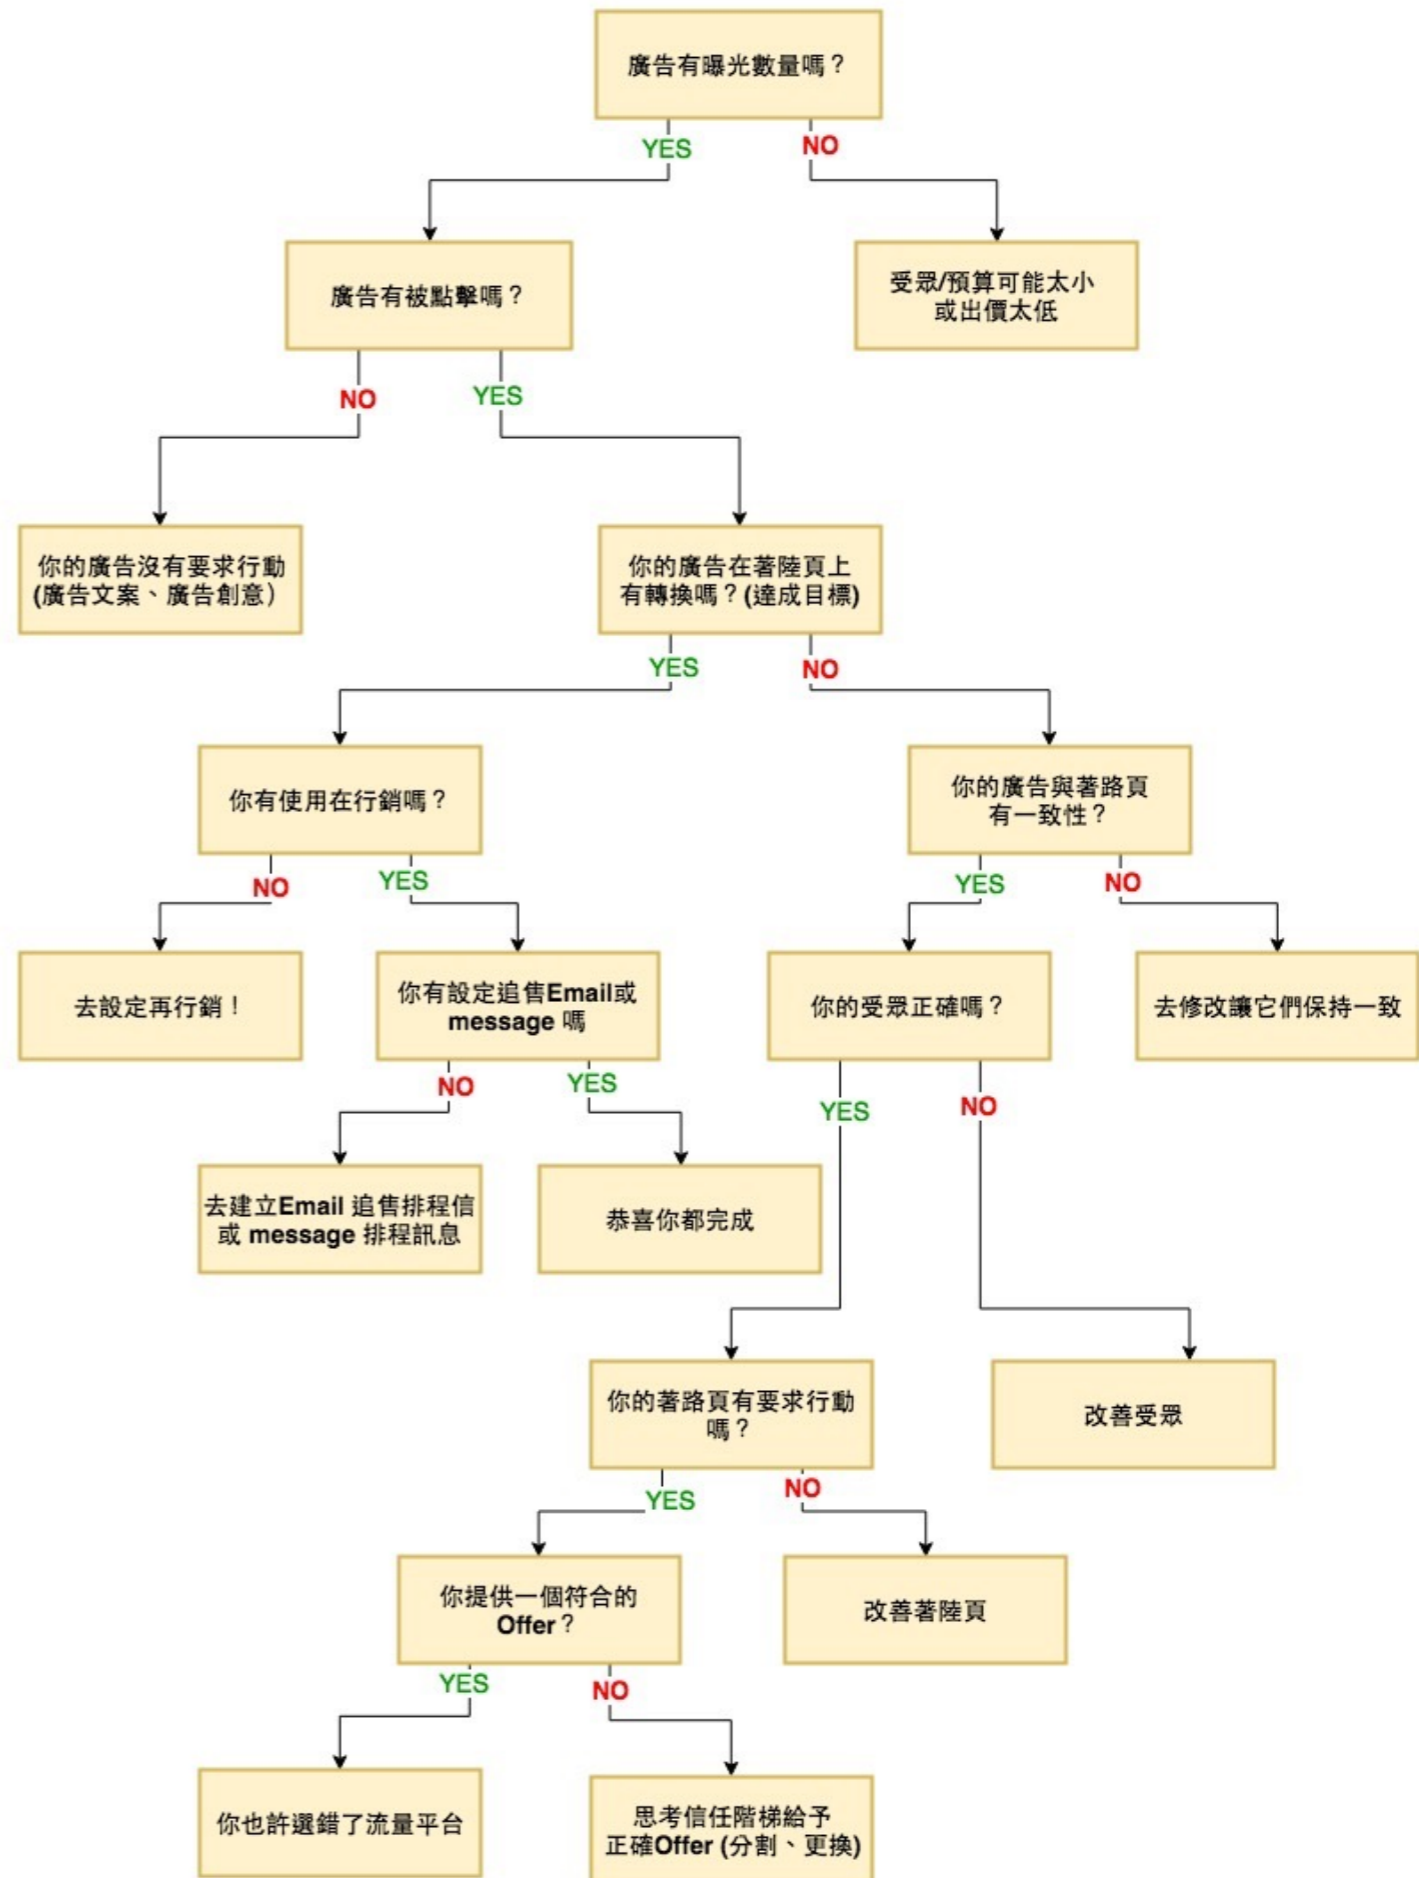 廣告有曝光數量嗎？
YES
NO
廣告有被點擊嗎？
受眾/預算可能太小
或出價太低
NO
YES
你的廣告沒有要求行動
(廣告文案、廣告創意）
你的廣告在著陸頁上
有轉換嗎？(達成目標)
YES
NO
你有使用在行銷嗎？
你的廣告與著路頁
有一致性？
NO
YES
YES
NO
去設定再行銷！
你有設定追售Email或
message 嗎
你的受眾正確嗎？
去修改讓它們保持一致
NO
YES
YES
NO
去建立Email 追售排程信
或 message 排程訊息
恭喜你都完成
你的著路頁有要求行動
嗎？
改善受眾
YES
NO
你提供一個符合的
Offer？
改善著陸頁
YES
NO
你也許選錯了流量平台
思考信任階梯給予
正確Offer (分割、更換)